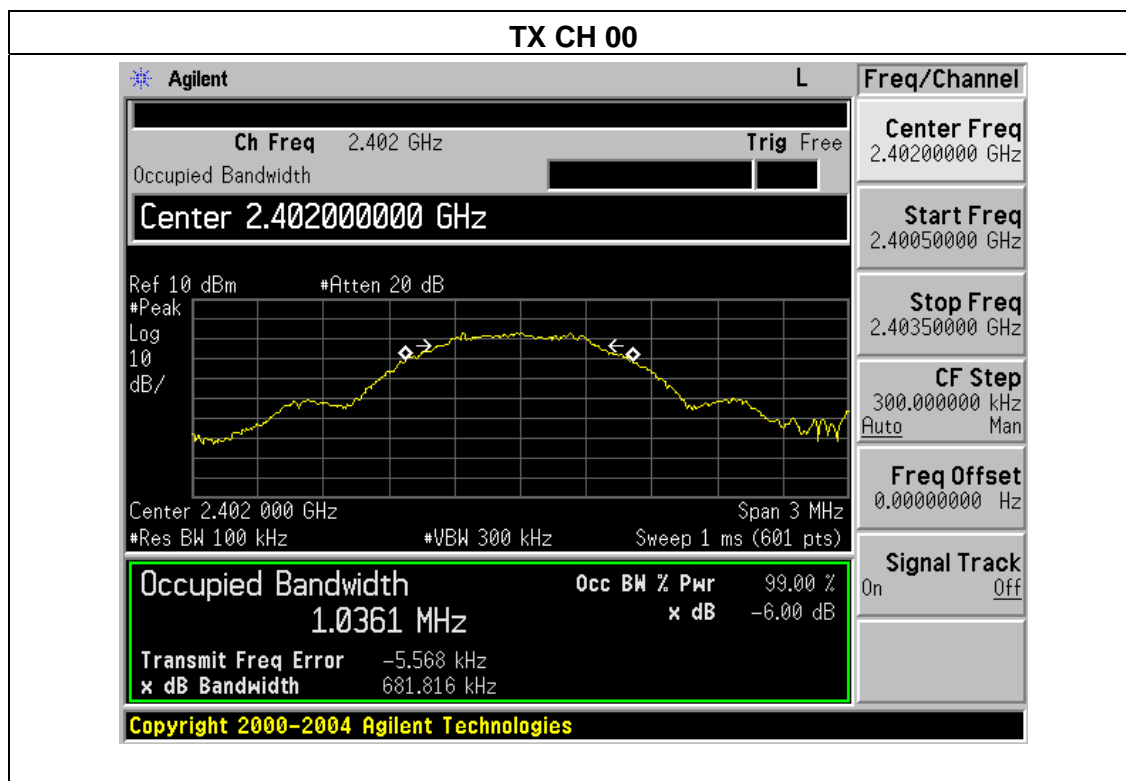 TX CH 00
Agilent L Freq/Channel
Ch Freq 2.402 GHz Trig Free
Occupied Bandwidth
Center 2.402000000 GHz
Ref 10 dBm #Atten 20 dB
#Peak
Log
10
dB/
Center 2.402 000 GHz Span 3 MHz
#Res BW 100 kHz #VBW 300 kHz Sweep 1 ms (601 pts)
Occupied Bandwidth Occ BW % Pwr 99.00 %
1.0361 MHz x dB -6.00 dB
Transmit Freq Error -5.568 kHz
x dB Bandwidth 681.816 kHz
Copyright 2000-2004 Agilent Technologies
Center Freq
2.40200000 GHz
Start Freq
2.40050000 GHz
Stop Freq
2.40350000 GHz
CF Step
300.000000 kHz
Auto Man
Freq Offset
0.00000000 Hz
Signal Track
On Off